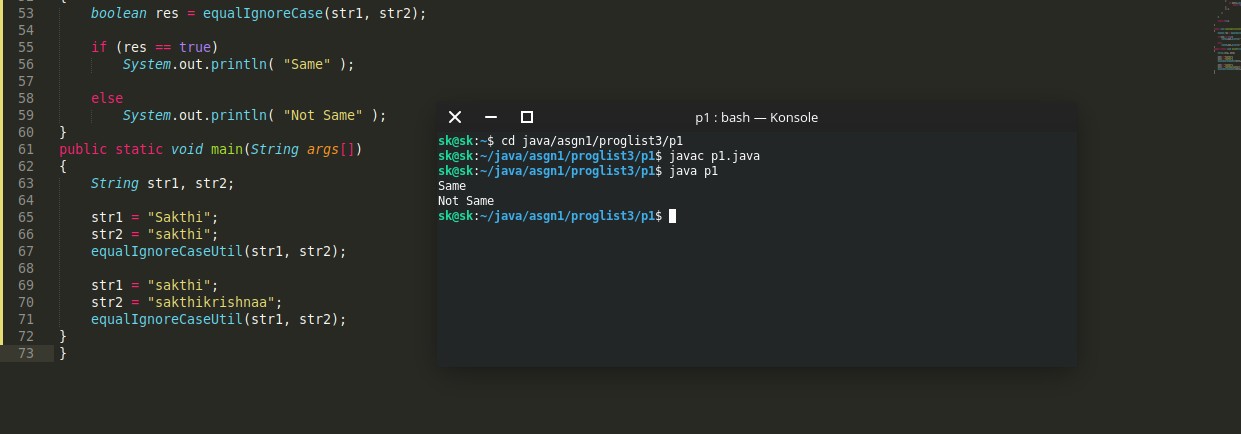 53 boolean res = equalIgnoreCase(str1, str2);
54
55 if (res == true)
56 System.out.println( "Same" );
57
58 else
59 System.out.println( "Not Same" );
60 }
61 public static void main(String args[])
62 {
63 String str1, str2;
64
65 str1 = "Sakthi";
66 str2 = "sakthi";
67 equalIgnoreCaseUtil(str1, str2);
68
69 str1 = "sakthi";
70 str2 = "sakthikrishnaa";
71 equalIgnoreCaseUtil(str1, str2);
72 }
73 }
p1 : bash — Konsole
sk@sk:~$ cd java/asgn1/proglist3/p1
sk@sk:~/java/asgn1/proglist3/p1$ javac p1.java
sk@sk:~/java/asgn1/proglist3/p1$ java p1
Same
Not Same
sk@sk:~/java/asgn1/proglist3/p1$